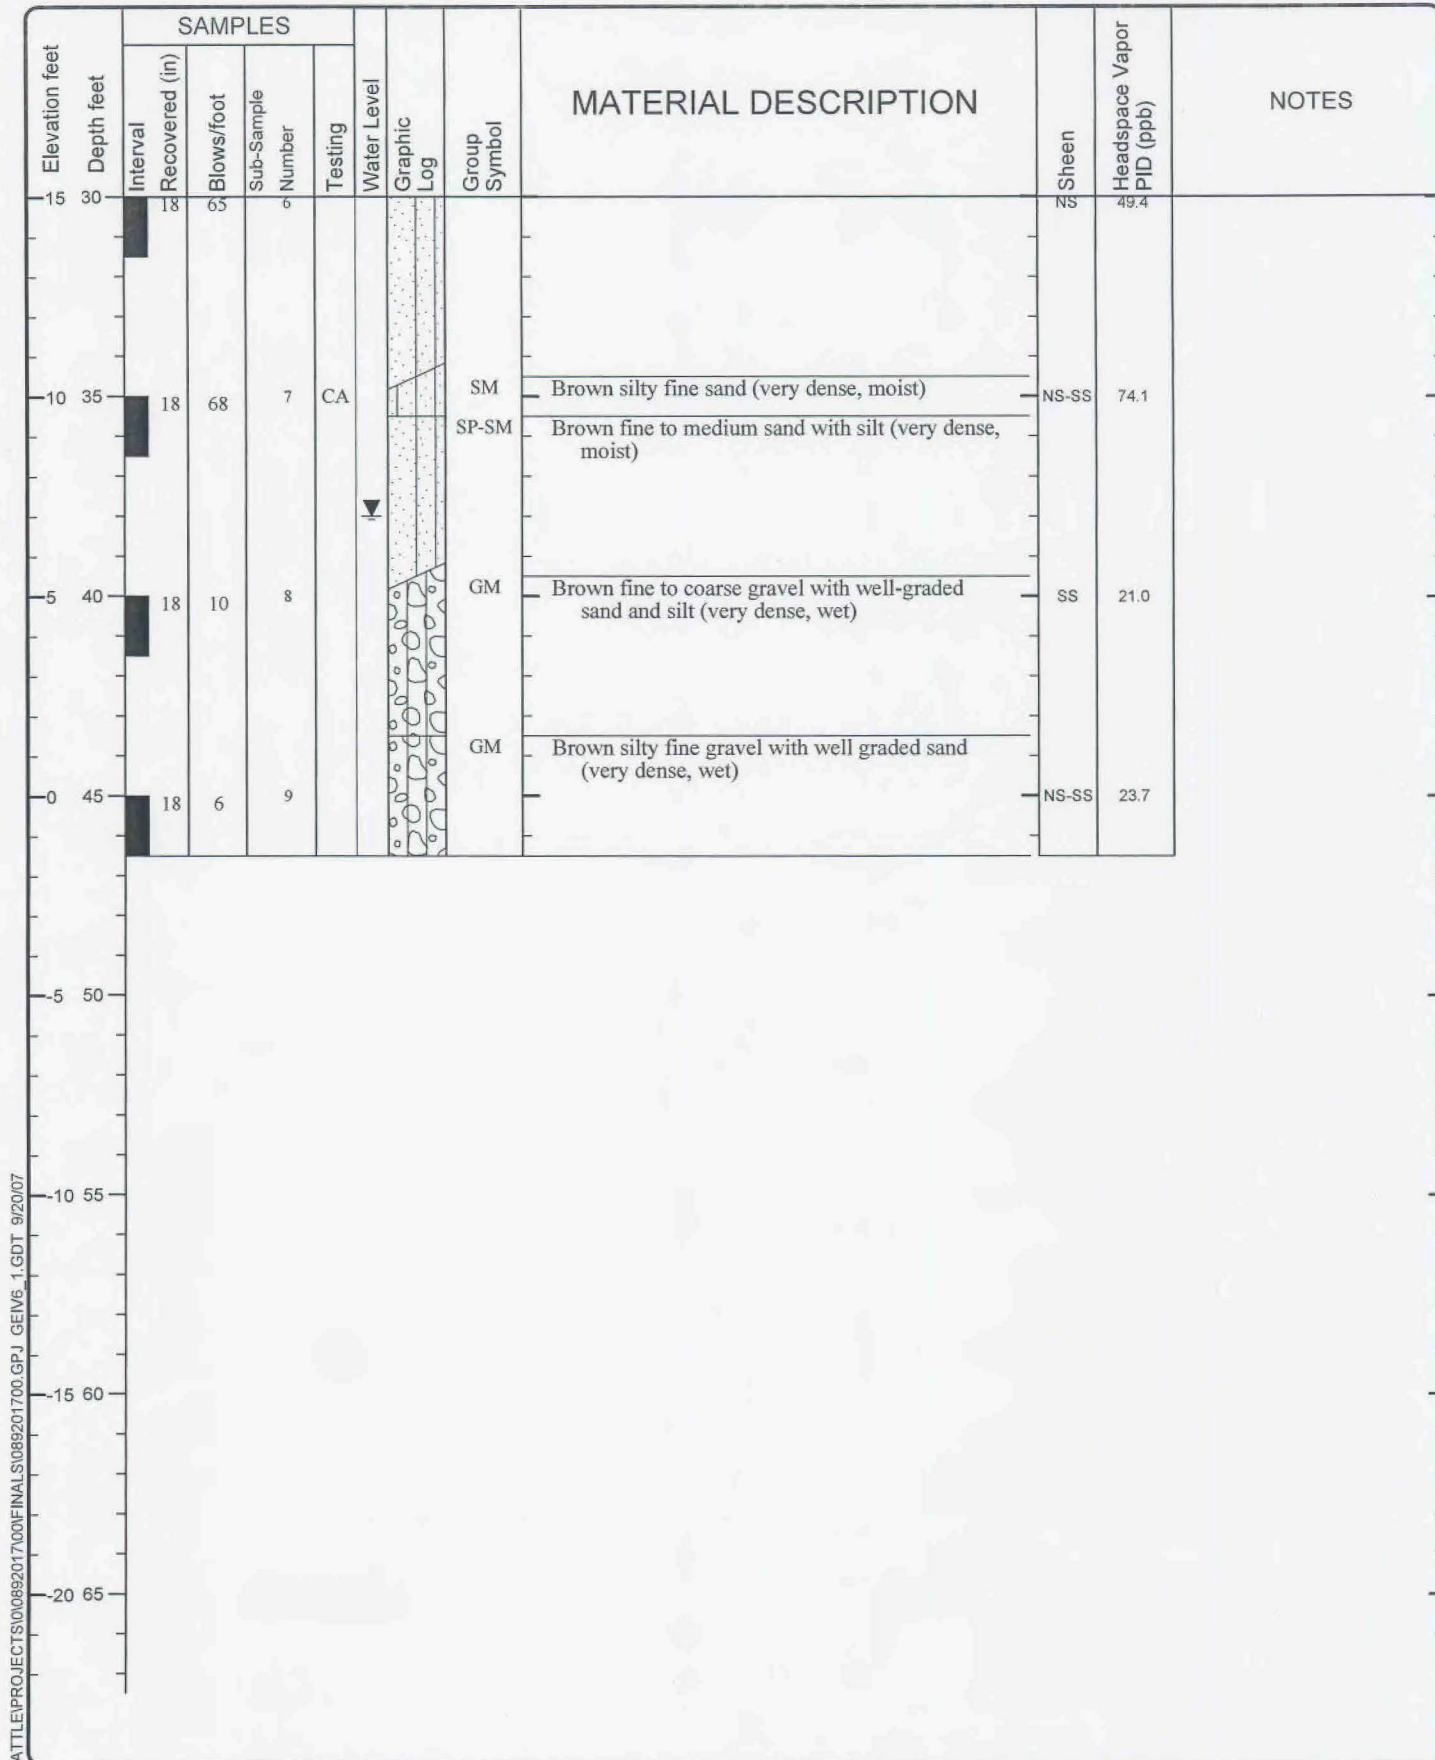 SAMPLES
Elevation feet
Depth feet
Interval
Recovered (in)
Blows/foot
Sub-Sample
Number
Testing
Water Level
Graphic
Log
Group
Symbol
MATERIAL DESCRIPTION
Sheen
Headspace Vapor
PID (ppb)
NOTES
15 30 18 65 6 NS 49.4
10 35 18 68 7 CA SM Brown silty fine sand (very dense, moist) NS-SS 74.1
SP-SM Brown fine to medium sand with silt (very dense,
moist)
5 40 18 10 8 GM Brown fine to coarse gravel with well-graded SS 21.0
sand and silt (very dense, wet)
GM Brown silty fine gravel with well graded sand
(very dense, wet)
0 45 18 6 9 NS-SS 23.7
-5 50
-10 55
-15 60
-20 65
ATTLE\PROJECTS\0\0892017\00\FINALS\089201700.GPJ GEIV6_1.GDT 9/20/07